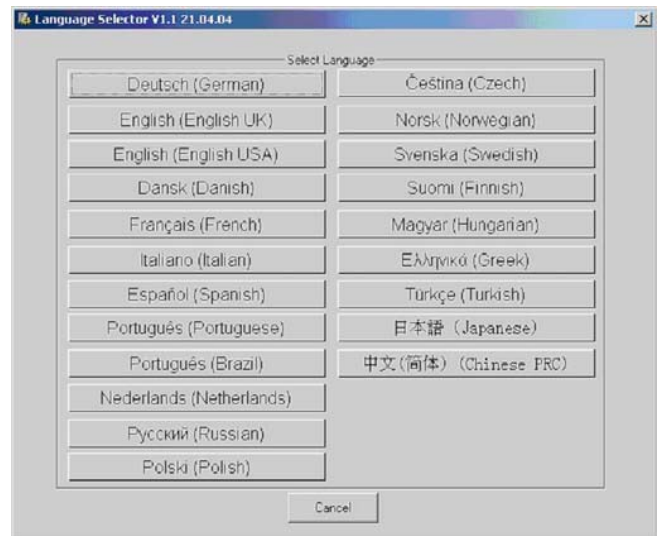 Language Selector V1.1 21.04.04
Select Language
Deutsch (German)
English (English UK)
English (English USA)
Dansk (Danish)
Français (French)
Italiano (Italian)
Español (Spanish)
Português (Portuguese)
Português (Brazil)
Nederlands (Netherlands)
Русский (Russian)
Polski (Polish)
Čeština (Czech)
Norsk (Norwegian)
Svenska (Swedish)
Suomi (Finnish)
Magyar (Hungarian)
Ελληνικά (Greek)
Türkçe (Turkish)
日本語 (Japanese)
中文(简体) (Chinese PRC)
Cancel